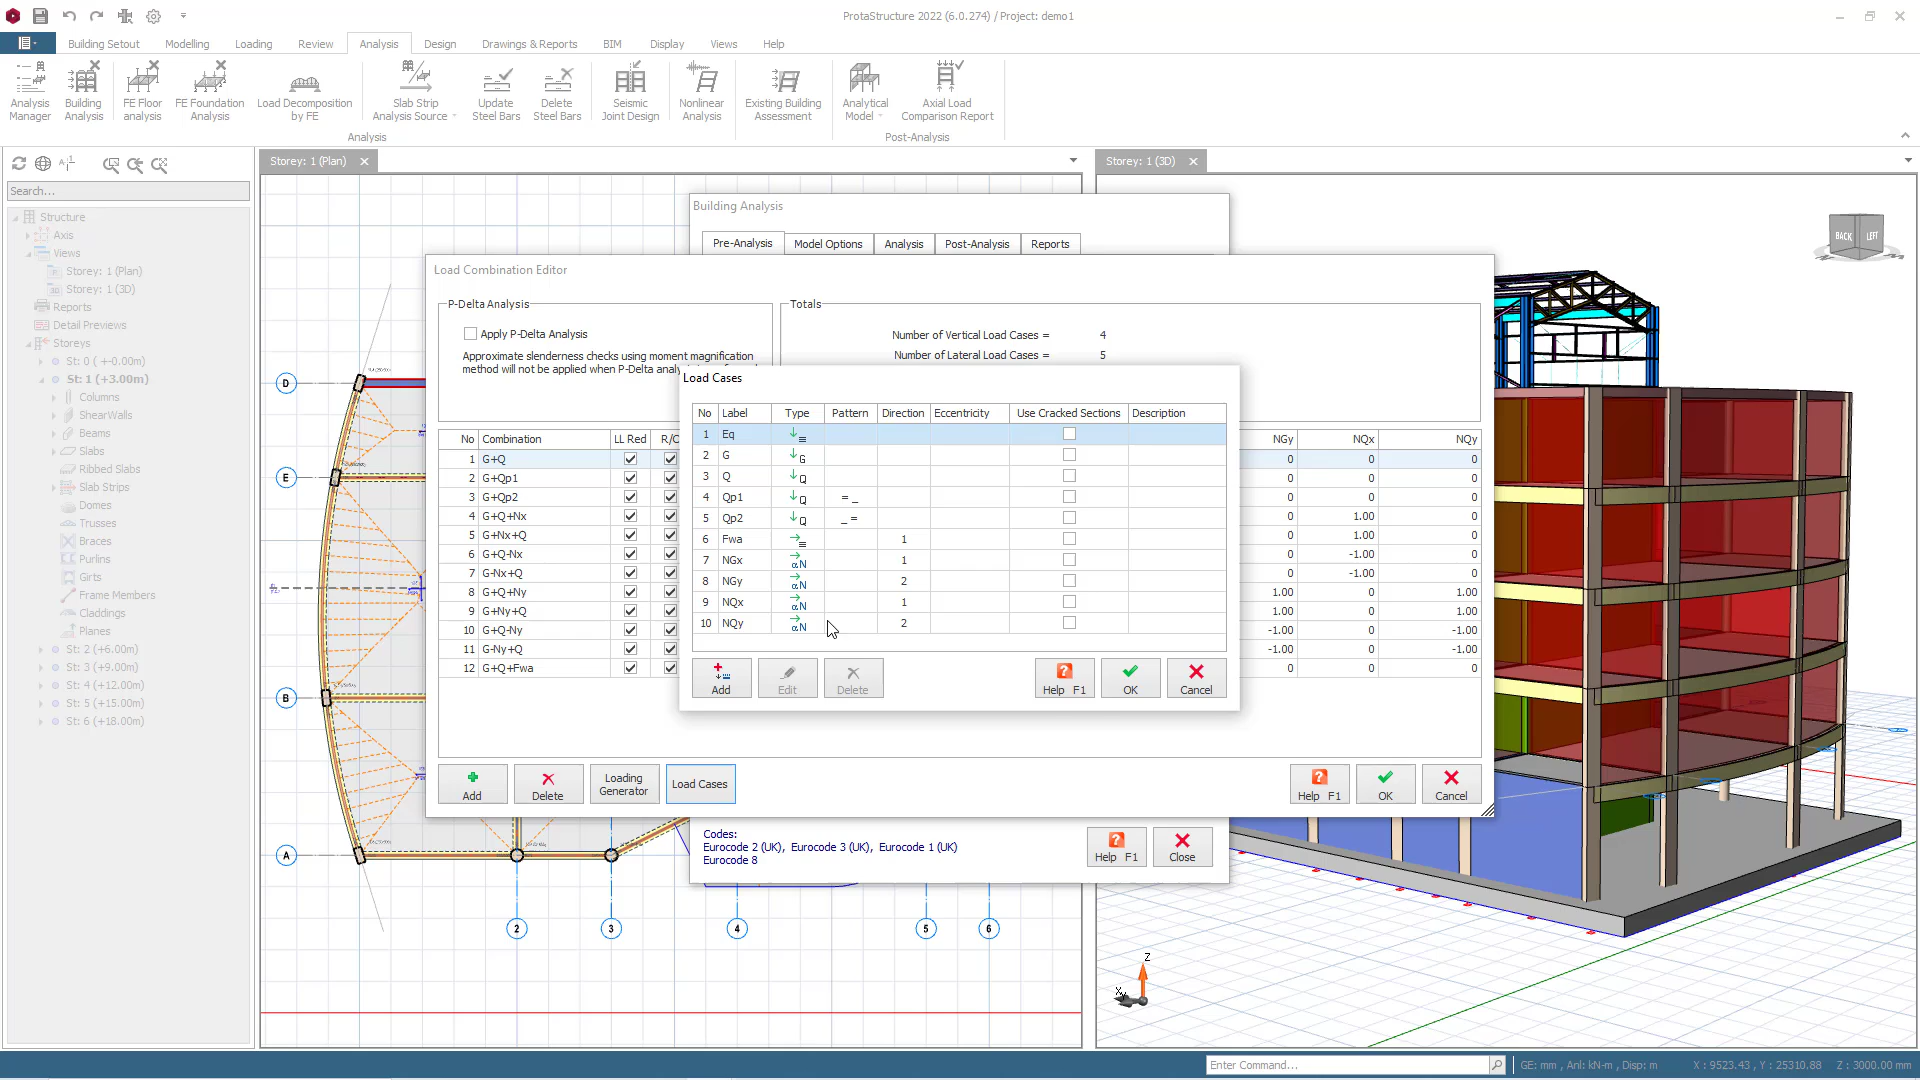 ProtaStructure 2022 (6.0.274) / Project: demo1
Building Setout Modelling Loading Review Analysis Design Drawings & Reports BIM Display Views Help
Analysis Manager
Building Analysis
FE Floor analysis
FE Foundation Analysis
Load Decomposition by FE
Slab Strip Analysis Source
Update Steel Bars
Delete Steel Bars
Seismic Joint Design
Nonlinear Analysis
Existing Building Assessment
Analytical Model
Axial Load Comparison Report
Analysis
Post-Analysis
Search...
Structure
Axis
Views
Storey: 1 (Plan)
Storey: 1 (3D)
Reports
Detail Previews
Storeys
St: 0 ( +-0.00m)
St: 1 (+3.00m)
Columns
ShearWalls
Beams
Slabs
Ribbed Slabs
Slab Strips
Domes
Trusses
Braces
Purlins
Girts
Frame Members
Claddings
Planes
St: 2 (+6.00m)
St: 3 (+9.00m)
St: 4 (+12.00m)
St: 5 (+15.00m)
St: 6 (+18.00m)
Storey: 1 (Plan)
Storey: 1 (3D)
D
E
B
A
2 3 4 5 6
BACK LEFT
Z
Building Analysis
Pre-Analysis Model Options Analysis Post-Analysis Reports
Load Combination Editor
P-Delta Analysis
Apply P-Delta Analysis
Approximate slenderness checks using moment magnification
method will not be applied when P-Delta analy
Totals
Number of Vertical Load Cases = 4
Number of Lateral Load Cases = 5
No Combination LL Red R/C NGy NQx NQy
1 G+Q 0 0 0
2 G+Qp1 0 0 0
3 G+Qp2 0 0 0
4 G+Q+Nx 0 1.00 0
5 G+Nx+Q 0 1.00 0
6 G+Q-Nx 0 -1.00 0
7 G-Nx+Q 0 -1.00 0
8 G+Q+Ny 1.00 0 1.00
9 G+Ny+Q 1.00 0 1.00
10 G+Q-Ny -1.00 0 -1.00
11 G-Ny+Q -1.00 0 -1.00
12 G+Q+Fwa 0 0 0
Add Delete Loading Generator Load Cases Help F1 OK Cancel
Load Cases
No Label Type Pattern Direction Eccentricity Use Cracked Sections Description
1 Eq
2 G G
3 Q Q
4 Qp1 Q = _
5 Qp2 Q _ =
6 Fwa 1
7 NGx αN 1
8 NGy αN 2
9 NQx αN 1
10 NQy αN 2
Add Edit Delete Help F1 OK Cancel
Codes:
Eurocode 2 (UK), Eurocode 3 (UK), Eurocode 1 (UK)
Eurocode 8
Help F1 Close
Enter Command... GE: mm , Anl: kN-m , Disp: m X : 9523.43 , Y : 25310.88 Z : 3000.00 mm